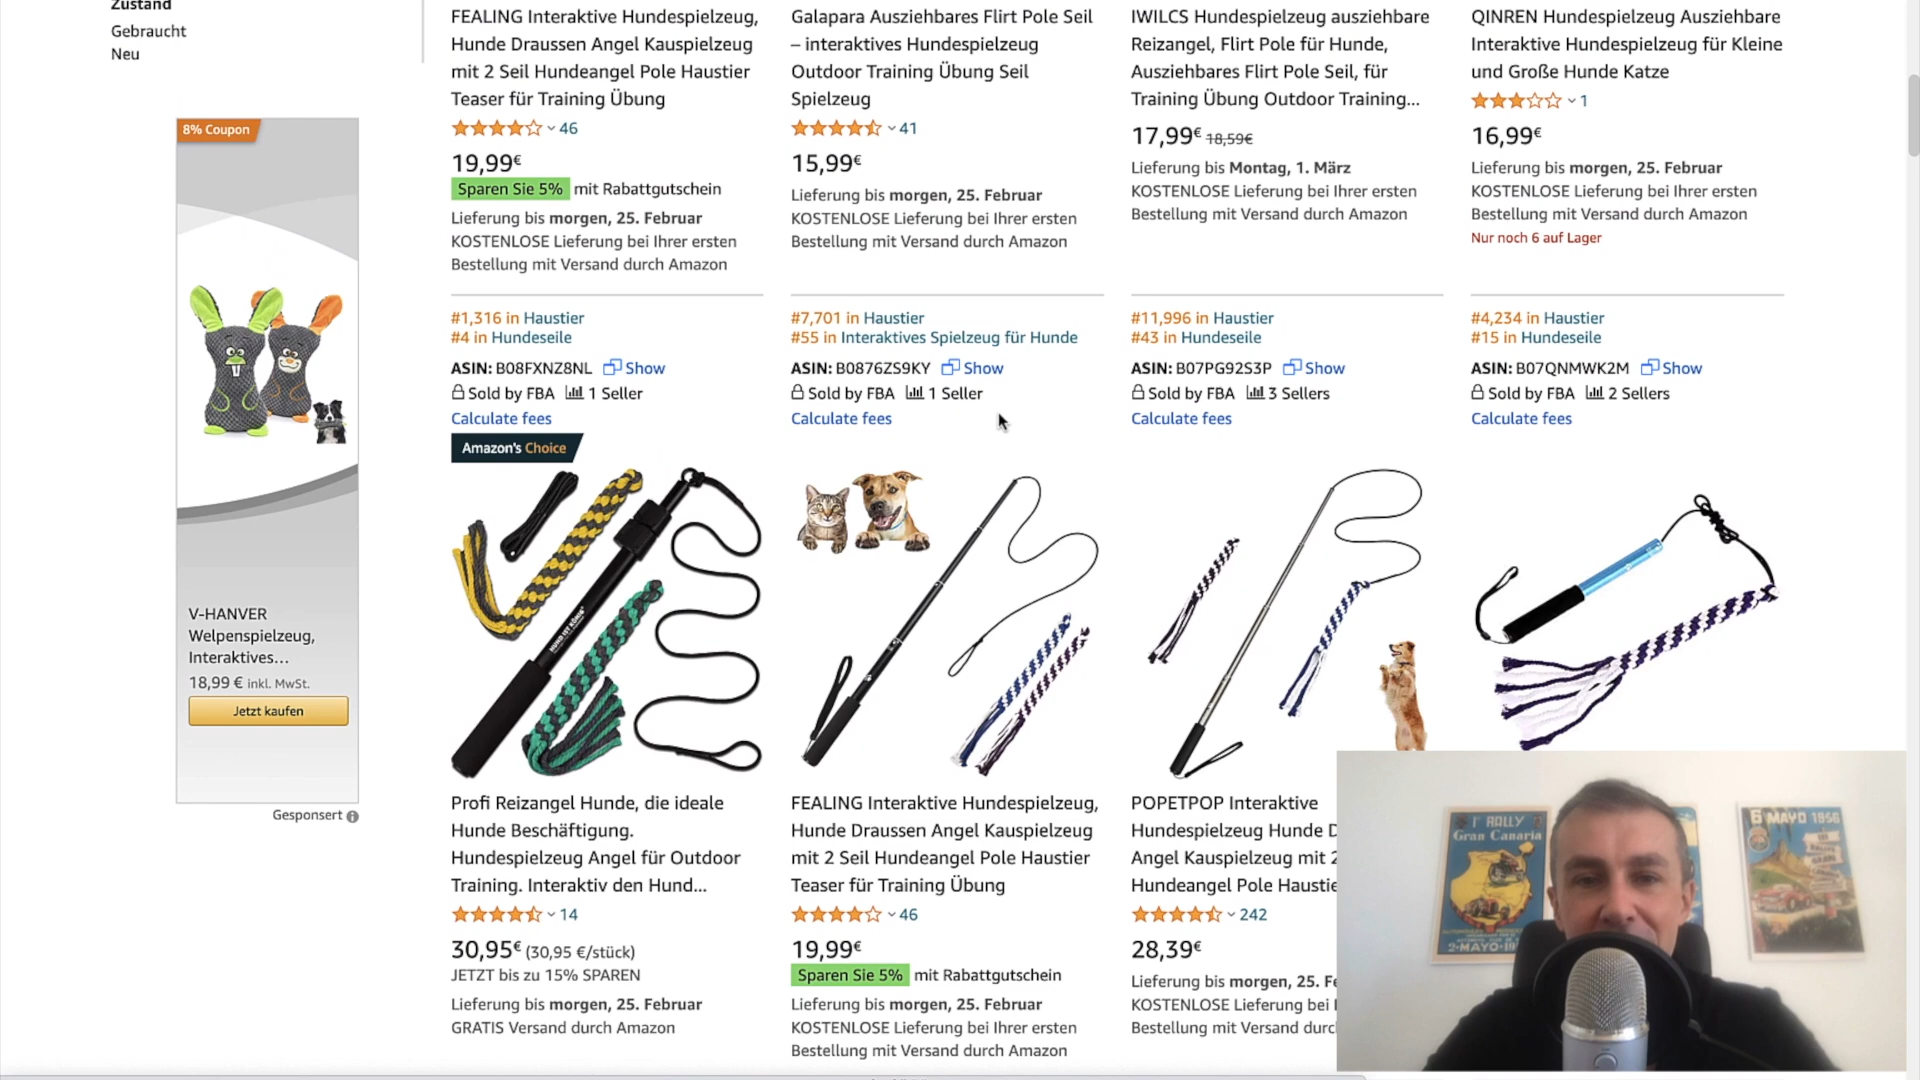 Zustand
Gebraucht
Neu
8% Coupon
V-HANVER
Welpenspielzeug,
Interaktives...
18,99 € inkl. MwSt.
Jetzt kaufen
Gesponsert
FEALING Interaktive Hundespielzeug,
Hunde Draussen Angel Kauspielzeug
mit 2 Seil Hundeangel Pole Haustier
Teaser für Training Übung
46
19,99€
Sparen Sie 5% mit Rabattgutschein
Lieferung bis morgen, 25. Februar
KOSTENLOSE Lieferung bei Ihrer ersten
Bestellung mit Versand durch Amazon
#1,316 in Haustier
#4 in Hundeseile
ASIN: B08FXNZ8NL Show
Sold by FBA 1 Seller
Calculate fees
Galapara Ausziehbares Flirt Pole Seil
– interaktives Hundespielzeug
Outdoor Training Übung Seil
Spielzeug
41
15,99€
Lieferung bis morgen, 25. Februar
KOSTENLOSE Lieferung bei Ihrer ersten
Bestellung mit Versand durch Amazon
#7,701 in Haustier
#55 in Interaktives Spielzeug für Hunde
ASIN: B0876ZS9KY Show
Sold by FBA 1 Seller
Calculate fees
IWILCS Hundespielzeug ausziehbare
Reizangel, Flirt Pole für Hunde,
Ausziehbares Flirt Pole Seil, für
Training Übung Outdoor Training...
17,99€ 18,59€
Lieferung bis Montag, 1. März
KOSTENLOSE Lieferung bei Ihrer ersten
Bestellung mit Versand durch Amazon
#11,996 in Haustier
#43 in Hundeseile
ASIN: B07PG92S3P Show
Sold by FBA 3 Sellers
Calculate fees
QINREN Hundespielzeug Ausziehbare
Interaktive Hundespielzeug für Kleine
und Große Hunde Katze
1
16,99€
Lieferung bis morgen, 25. Februar
KOSTENLOSE Lieferung bei Ihrer ersten
Bestellung mit Versand durch Amazon
Nur noch 6 auf Lager
#4,234 in Haustier
#15 in Hundeseile
ASIN: B07QNMWK2M Show
Sold by FBA 2 Sellers
Calculate fees
Amazon's Choice
HUND IST KÖNIG
Profi Reizangel Hunde, die ideale
Hunde Beschäftigung.
Hundespielzeug Angel für Outdoor
Training. Interaktiv den Hund...
14
30,95€ (30,95 €/stück)
JETZT bis zu 15% SPAREN
Lieferung bis morgen, 25. Februar
GRATIS Versand durch Amazon
FEALING Interaktive Hundespielzeug,
Hunde Draussen Angel Kauspielzeug
mit 2 Seil Hundeangel Pole Haustier
Teaser für Training Übung
46
19,99€
Sparen Sie 5% mit Rabattgutschein
Lieferung bis morgen, 25. Februar
KOSTENLOSE Lieferung bei Ihrer ersten
Bestellung mit Versand durch Amazon
POPETPOP Interaktive
Hundespielzeug Hunde D
Angel Kauspielzeug mit 2
Hundeangel Pole Haustie
242
28,39€
Lieferung bis morgen, 25. Fe
KOSTENLOSE Lieferung bei I
Bestellung mit Versand durc
1ª RALLY
Gran Canaria
6 MAYO 1956